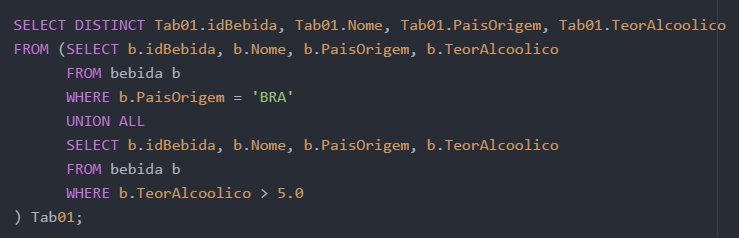 SELECT DISTINCT Tab01.idBebida, Tab01.Nome, Tab01.PaisOrigem, Tab01.TeorAlcoolico
FROM (SELECT b.idBebida, b.Nome, b.PaisOrigem, b.TeorAlcoolico
      FROM bebida b
      WHERE b.PaisOrigem = 'BRA'
      UNION ALL
      SELECT b.idBebida, b.Nome, b.PaisOrigem, b.TeorAlcoolico
      FROM bebida b
      WHERE b.TeorAlcoolico > 5.0
) Tab01;